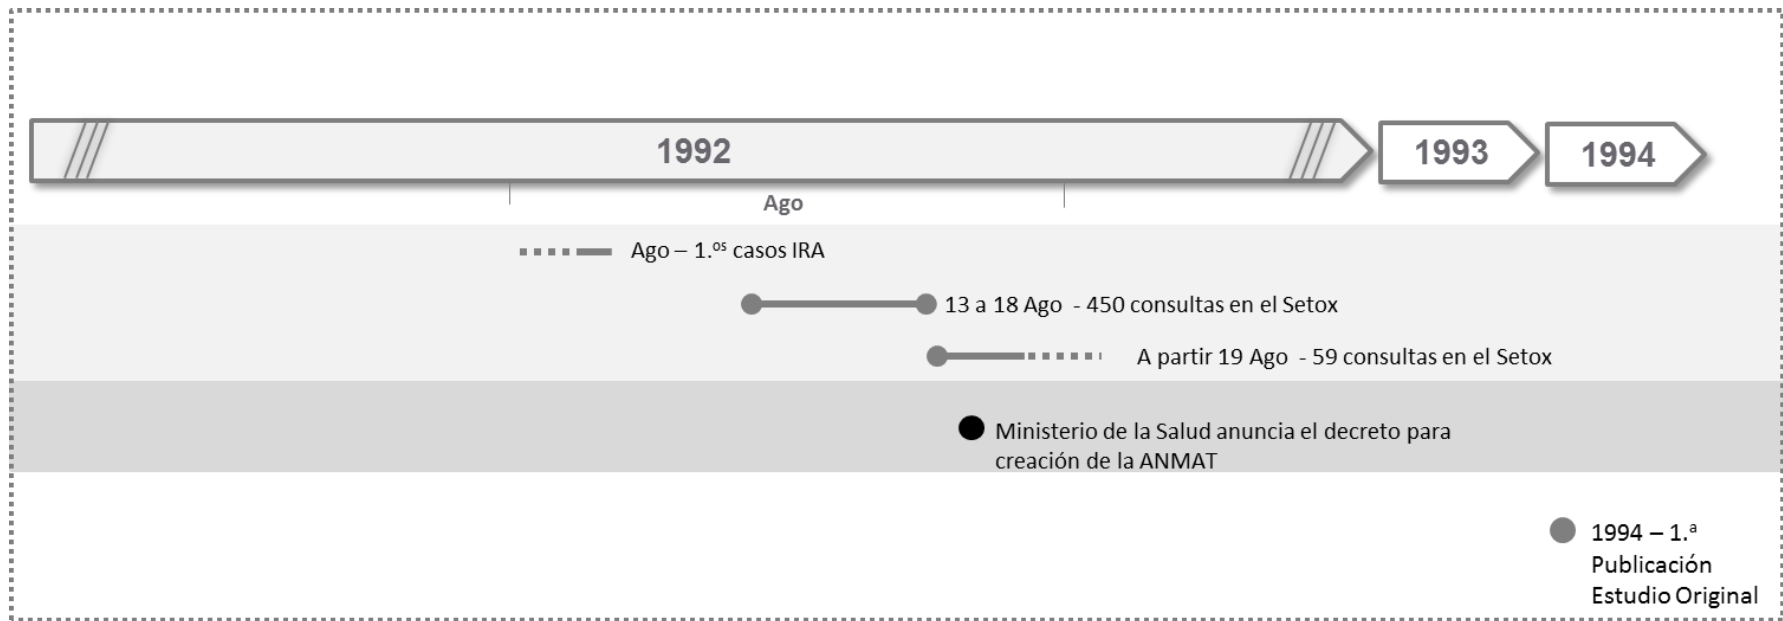 1992
1993
1994
Ago
Ago – 1.ºˢ casos IRA
13 a 18 Ago - 450 consultas en el Setox
A partir 19 Ago - 59 consultas en el Setox
Ministerio de la Salud anuncia el decreto para
creación de la ANMAT
1994 – 1.ª
Publicación
Estudio Original